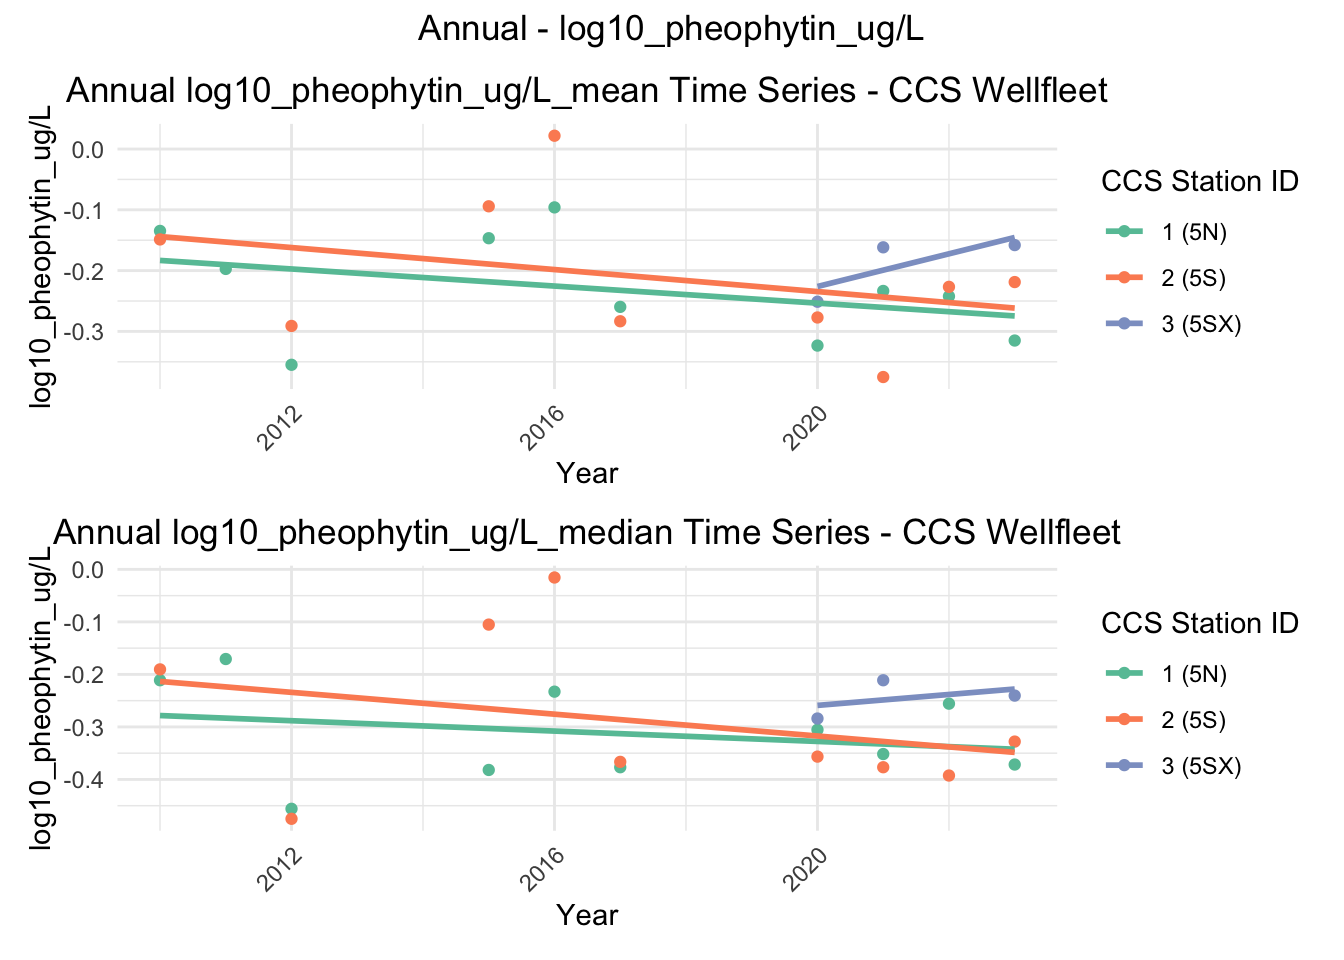 Annual - log10_pheophytin_ug/L
Annual log10_pheophytin_ug/L_mean Time Series - CCS Wellfleet
log10_pheophytin_ug/L
0.0
-0.1
-0.2
-0.3
2012
2016
2020
Year
CCS Station ID
1 (5N)
2 (5S)
3 (5SX)
Annual log10_pheophytin_ug/L_median Time Series - CCS Wellfleet
log10_pheophytin_ug/L
0.0
-0.1
-0.2
-0.3
-0.4
2012
2016
2020
Year
CCS Station ID
1 (5N)
2 (5S)
3 (5SX)